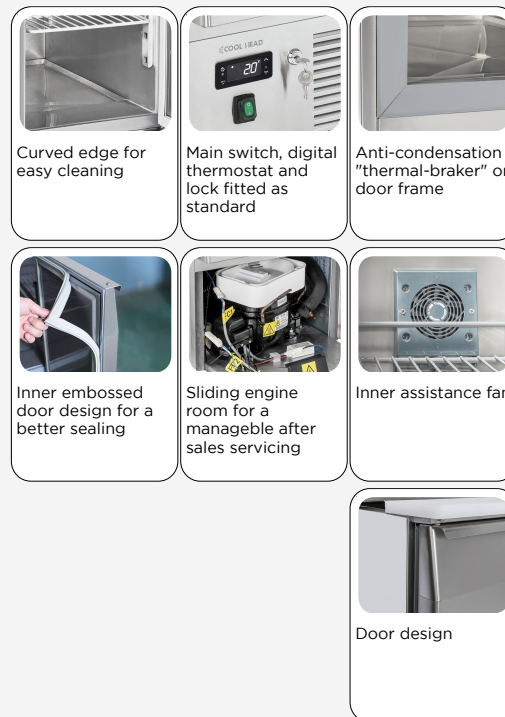 COOL HEAD
20°
Curved edge for
easy cleaning
Main switch, digital
thermostat and
lock fitted as
standard
Anti-condensation
"thermal-braker" o
door frame
Inner embossed
door design for a
better sealing
Sliding engine
room for a
manageble after
sales servicing
Inner assistance fa
Door design